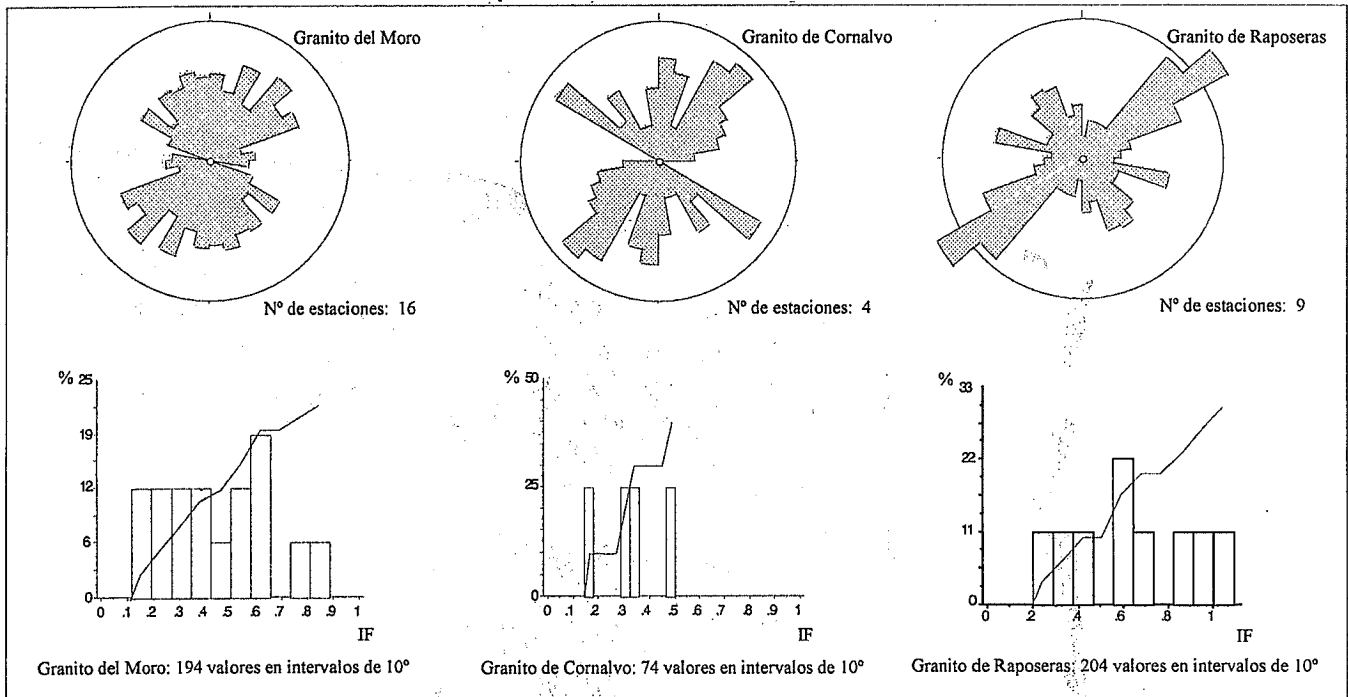 Granito del Moro
Granito de Cornalvo
Granito de Raposeras
Nº de estaciones: 16
Nº de estaciones: 4
Nº de estaciones: 9
% 25
19
12
6
0
0 .1 .2 .3 .4 .5 .6 .7 .8 .9 1
IF
% 50
25
0
0 .1 .2 .3 .4 .5 .6 .7 .8 .9 1
IF
% 33
22
11
0
0 .2 .4 .6 .8 1
IF
Granito del Moro: 194 valores en intervalos de 10º
Granito de Cornalvo: 74 valores en intervalos de 10º
Granito de Raposeras: 204 valores en intervalos de 10º